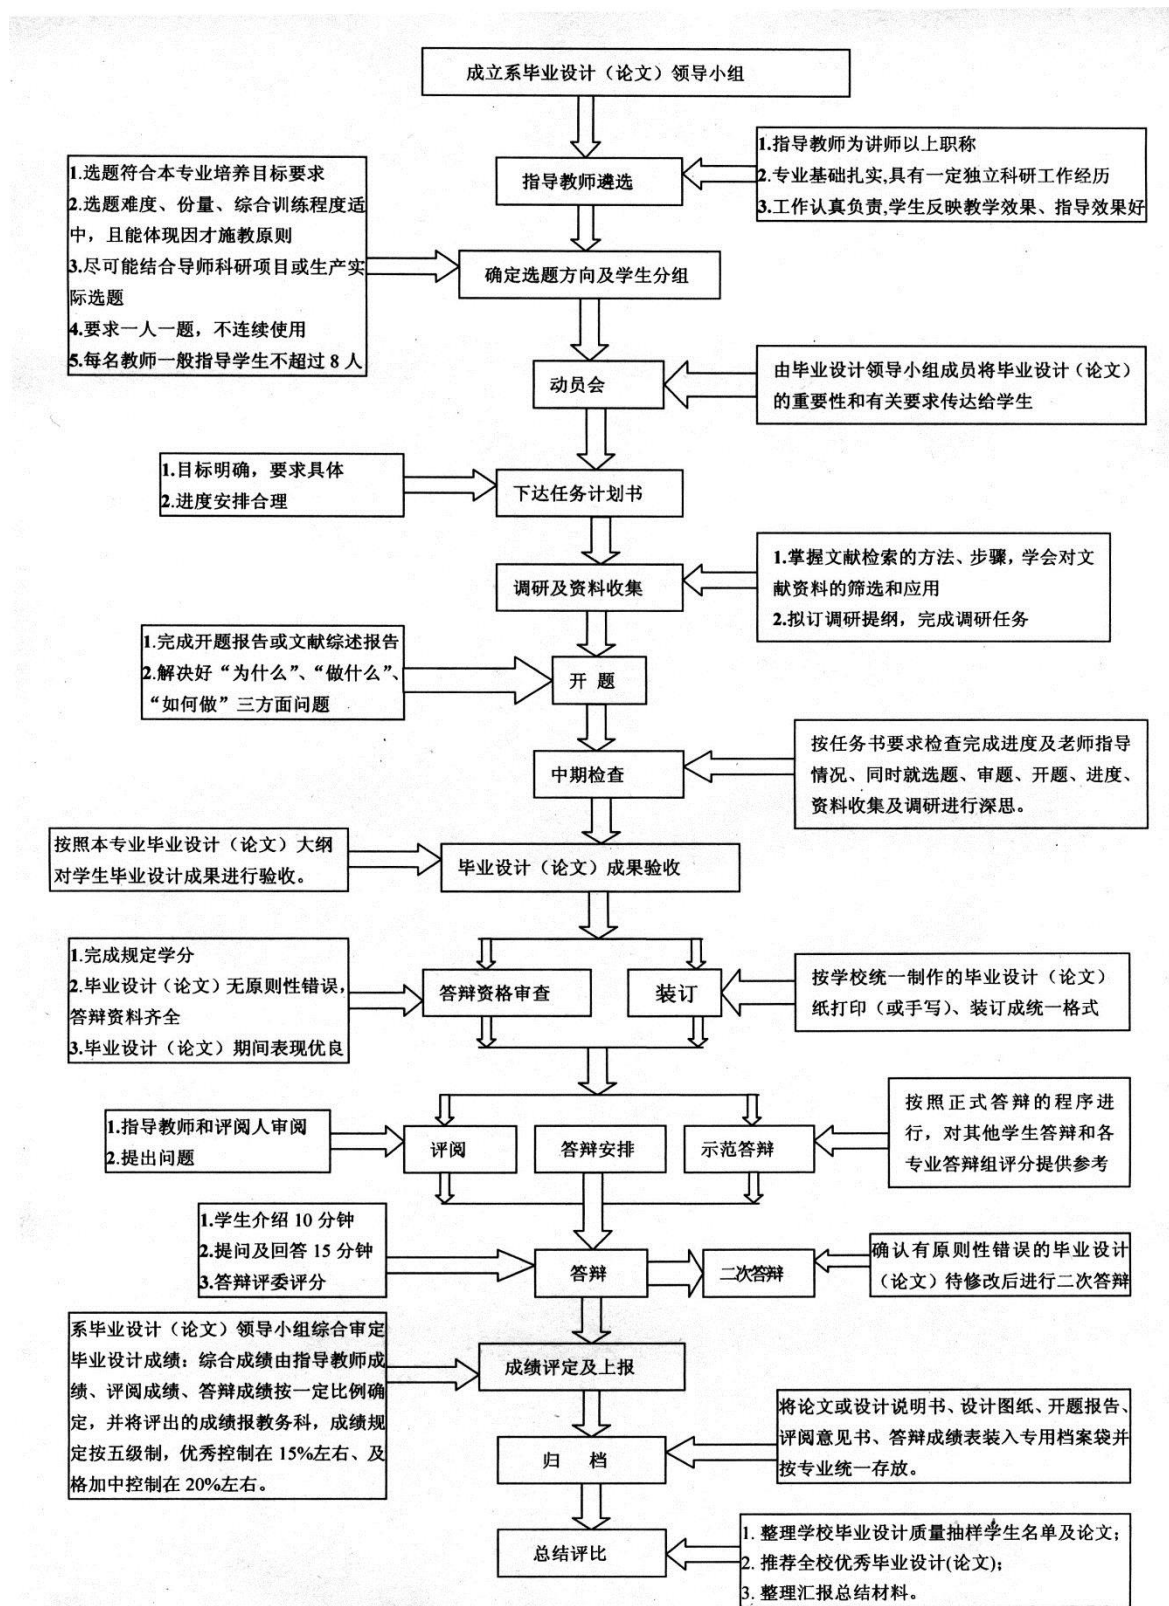 成立系毕业设计（论文）领导小组
1.指导教师为讲师以上职称
2.专业基础扎实,具有一定独立科研工作经历
3.工作认真负责,学生反映教学效果、指导效果好
指导教师遴选
1.选题符合本专业培养目标要求
2.选题难度、份量、综合训练程度适
中，且能体现因才施教原则
3.尽可能结合导师科研项目或生产实
际选题
4.要求一人一题，不连续使用
5.每名教师一般指导学生不超过 8 人
确定选题方向及学生分组
动员会
由毕业设计领导小组成员将毕业设计（论文）
的重要性和有关要求传达给学生
1.目标明确，要求具体
2.进度安排合理
下达任务计划书
调研及资料收集
1.掌握文献检索的方法、步骤，学会对文
献资料的筛选和应用
2.拟订调研提纲，完成调研任务
1.完成开题报告或文献综述报告
2.解决好“为什么”、“做什么”、
“如何做”三方面问题
开 题
中期检查
按任务书要求检查完成进度及老师指导
情况、同时就选题、审题、开题、进度、
资料收集及调研进行深思。
按照本专业毕业设计（论文）大纲
对学生毕业设计成果进行验收。
毕业设计（论文）成果验收
1.完成规定学分
2.毕业设计（论文）无原则性错误，
答辩资料齐全
3.毕业设计（论文）期间表现优良
答辩资格审查
装订
按学校统一制作的毕业设计（论文）
纸打印（或手写）、装订成统一格式
1.指导教师和评阅人审阅
2.提出问题
评阅
答辩安排
示范答辩
按照正式答辩的程序进
行，对其他学生答辩和各
专业答辩组评分提供参考
1.学生介绍 10 分钟
2.提问及回答 15 分钟
3.答辩评委评分
答辩
二次答辩
确认有原则性错误的毕业设计
（论文）待修改后进行二次答辩
系毕业设计（论文）领导小组综合审定
毕业设计成绩：综合成绩由指导教师成
绩、评阅成绩、答辩成绩按一定比例确
定，并将评出的成绩报教务科，成绩规
定按五级制，优秀控制在 15%左右、及
格加中控制在 20%左右。
成绩评定及上报
归 档
将论文或设计说明书、设计图纸、开题报告、
评阅意见书、答辩成绩表装入专用档案袋并
按专业统一存放。
总结评比
1. 整理学校毕业设计质量抽样学生名单及论文；
2. 推荐全校优秀毕业设计(论文)；
3. 整理汇报总结材料。